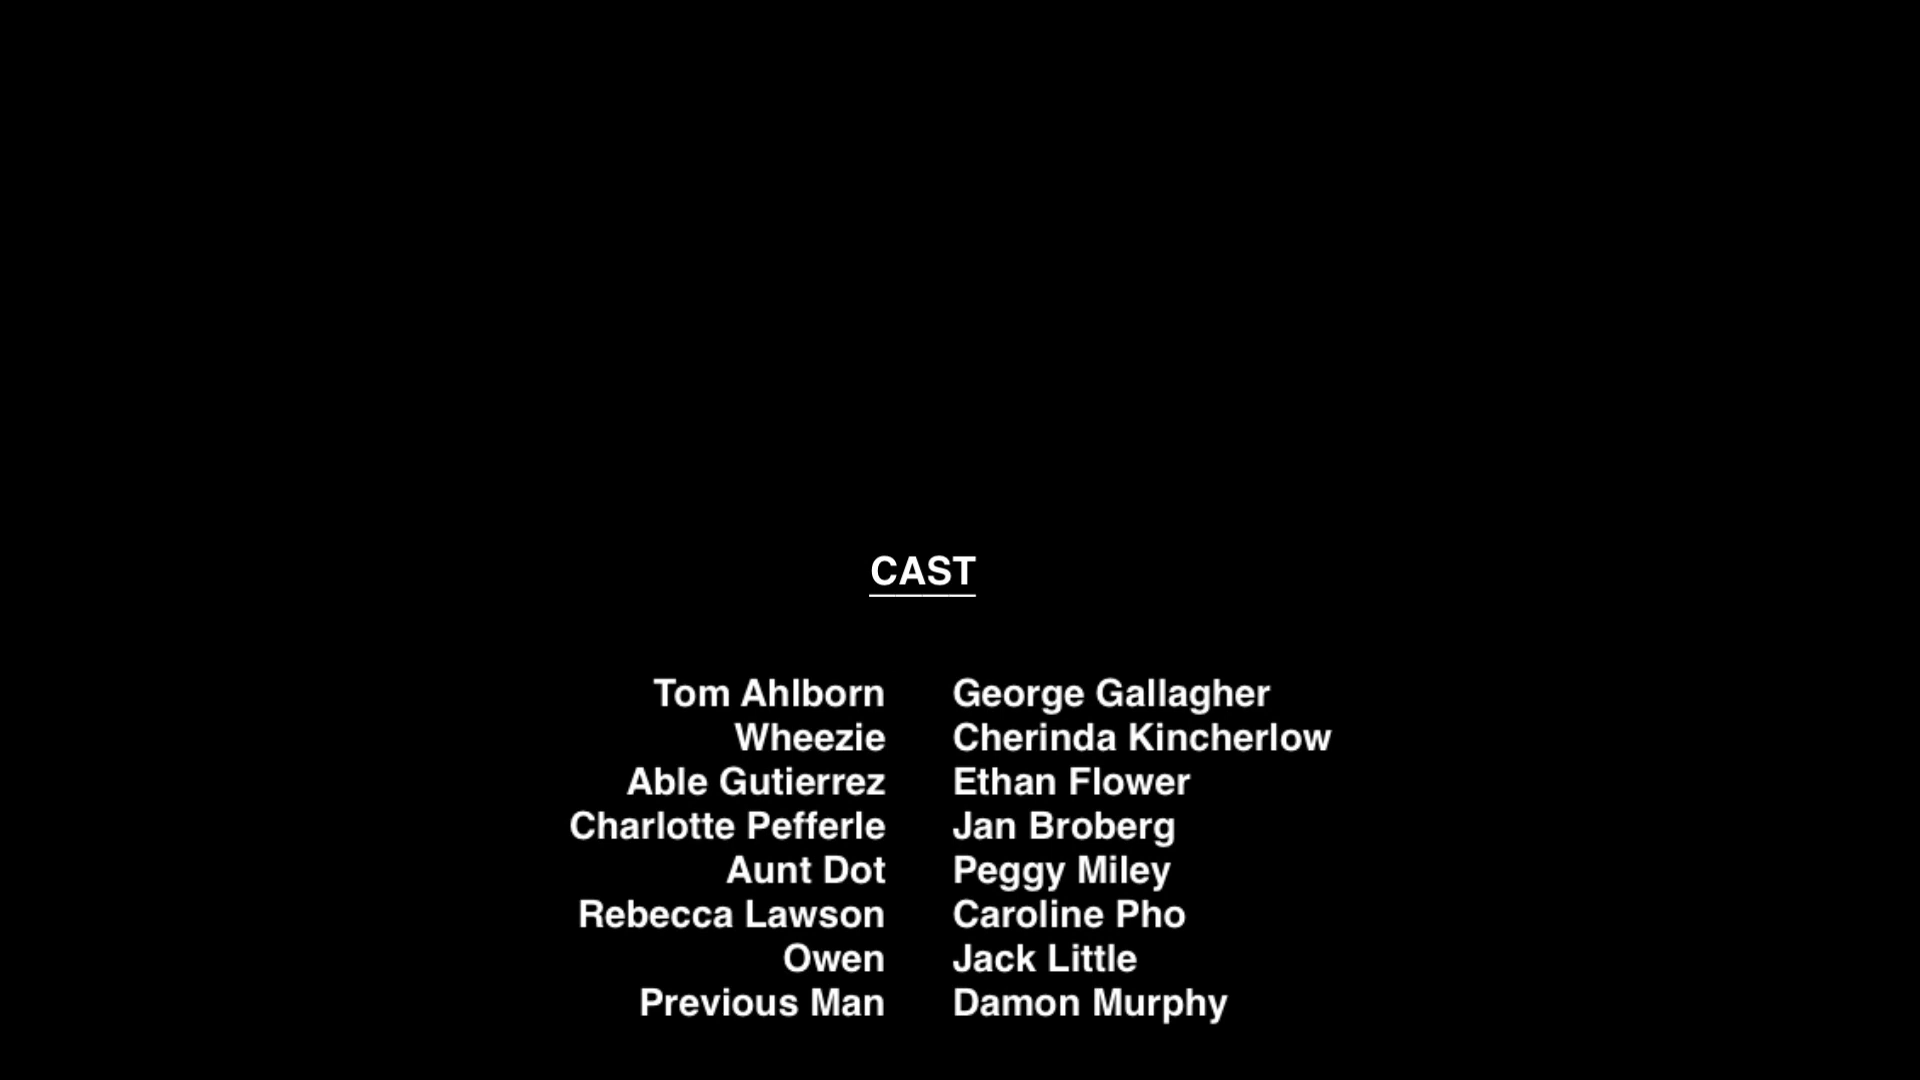 CAST
Tom Ahlborn George Gallagher
Wheezie Cherinda Kincherlow
Able Gutierrez Ethan Flower
Charlotte Pefferle Jan Broberg
Aunt Dot Peggy Miley
Rebecca Lawson Caroline Pho
Owen Jack Little
Previous Man Damon Murphy